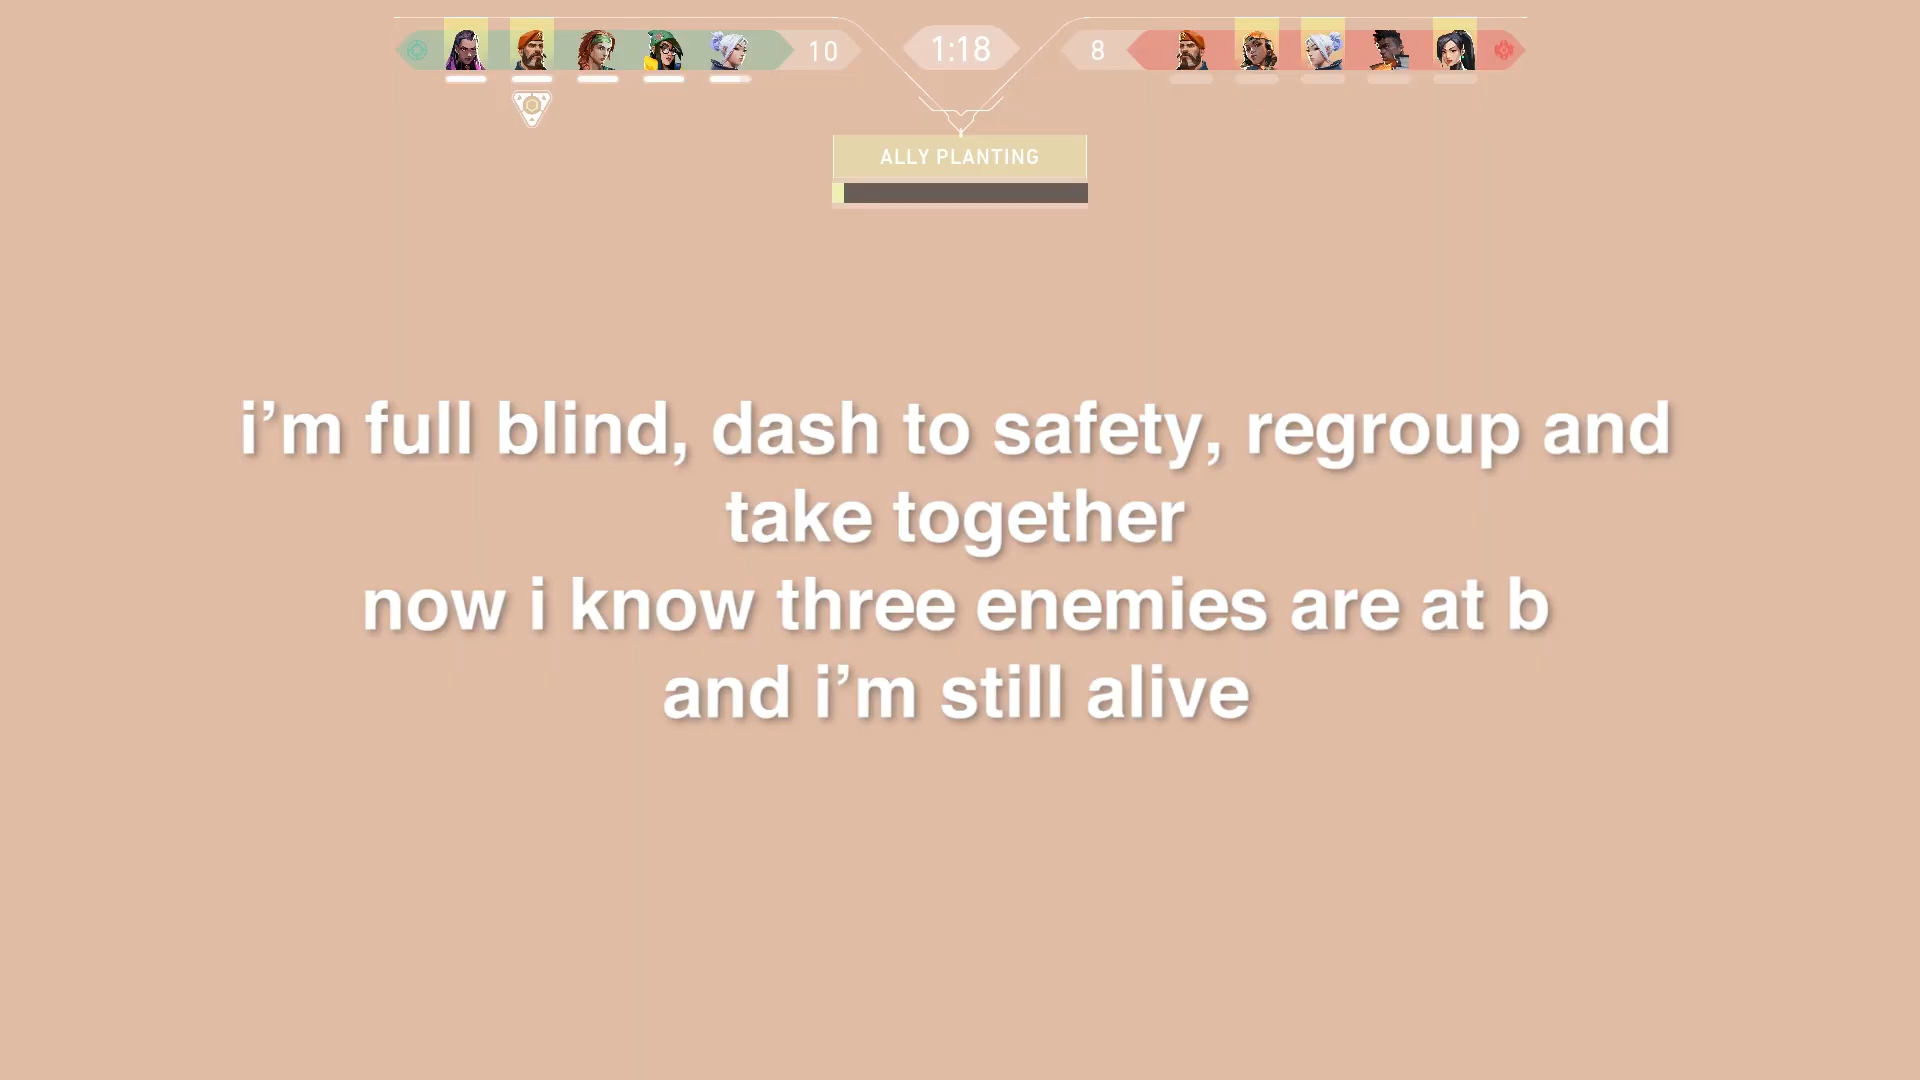 10
1:18
8
ALLY PLANTING
i’m full blind, dash to safety, regroup and
take together
now i know three enemies are at b
and i’m still alive